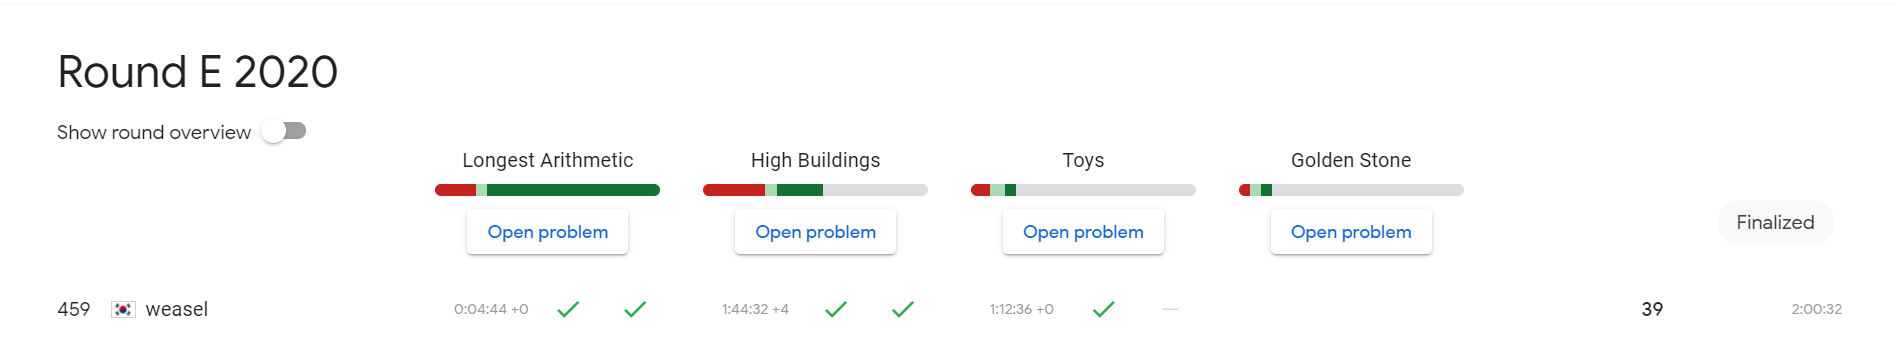 Round E 2020
Show round overview
Longest Arithmetic High Buildings Toys Golden Stone
Open problem Open problem Open problem Open problem Finalized
459 weasel 0:04:44 +0 1:44:32 +4 1:12:36 +0 39 2:00:32